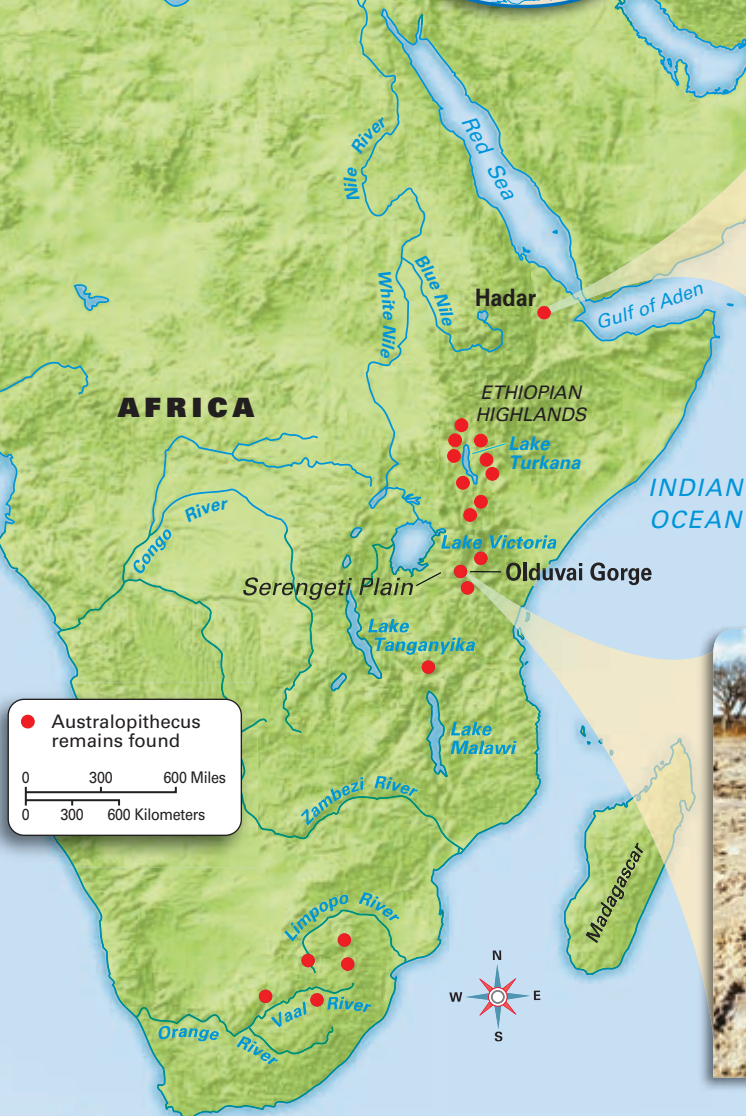 Nile River
Red Sea
Blue Nile
White Nile
Hadar
Gulf of Aden
AFRICA
ETHIOPIAN
HIGHLANDS
Lake
Turkana
INDIAN
OCEAN
Congo River
Lake Victoria
Serengeti Plain
Olduvai Gorge
Lake
Tanganyika
Australopithecus
remains found
0 300 600 Miles
0 300 600 Kilometers
Lake
Malawi
Zambezi River
Madagascar
Limpopo River
N
W E
S
Vaal River
Orange River